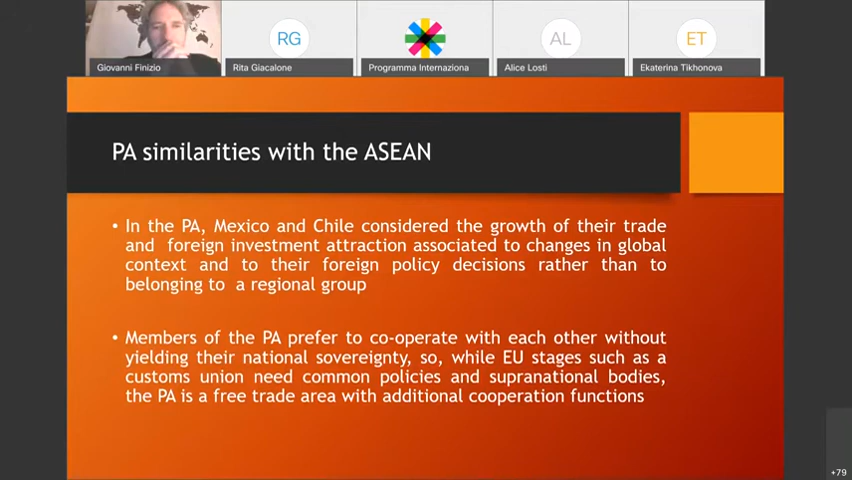 RG
AL
ET
Giovanni Finizio
Rita Giacalone
Programma Internaziona
Alice Losti
Ekaterina Tikhonova
PA similarities with the ASEAN
• In the PA, Mexico and Chile considered the growth of their trade
and foreign investment attraction associated to changes in global
context and to their foreign policy decisions rather than to
belonging to a regional group
• Members of the PA prefer to co-operate with each other without
yielding their national sovereignty, so, while EU stages such as a
customs union need common policies and supranational bodies,
the PA is a free trade area with additional cooperation functions
+79